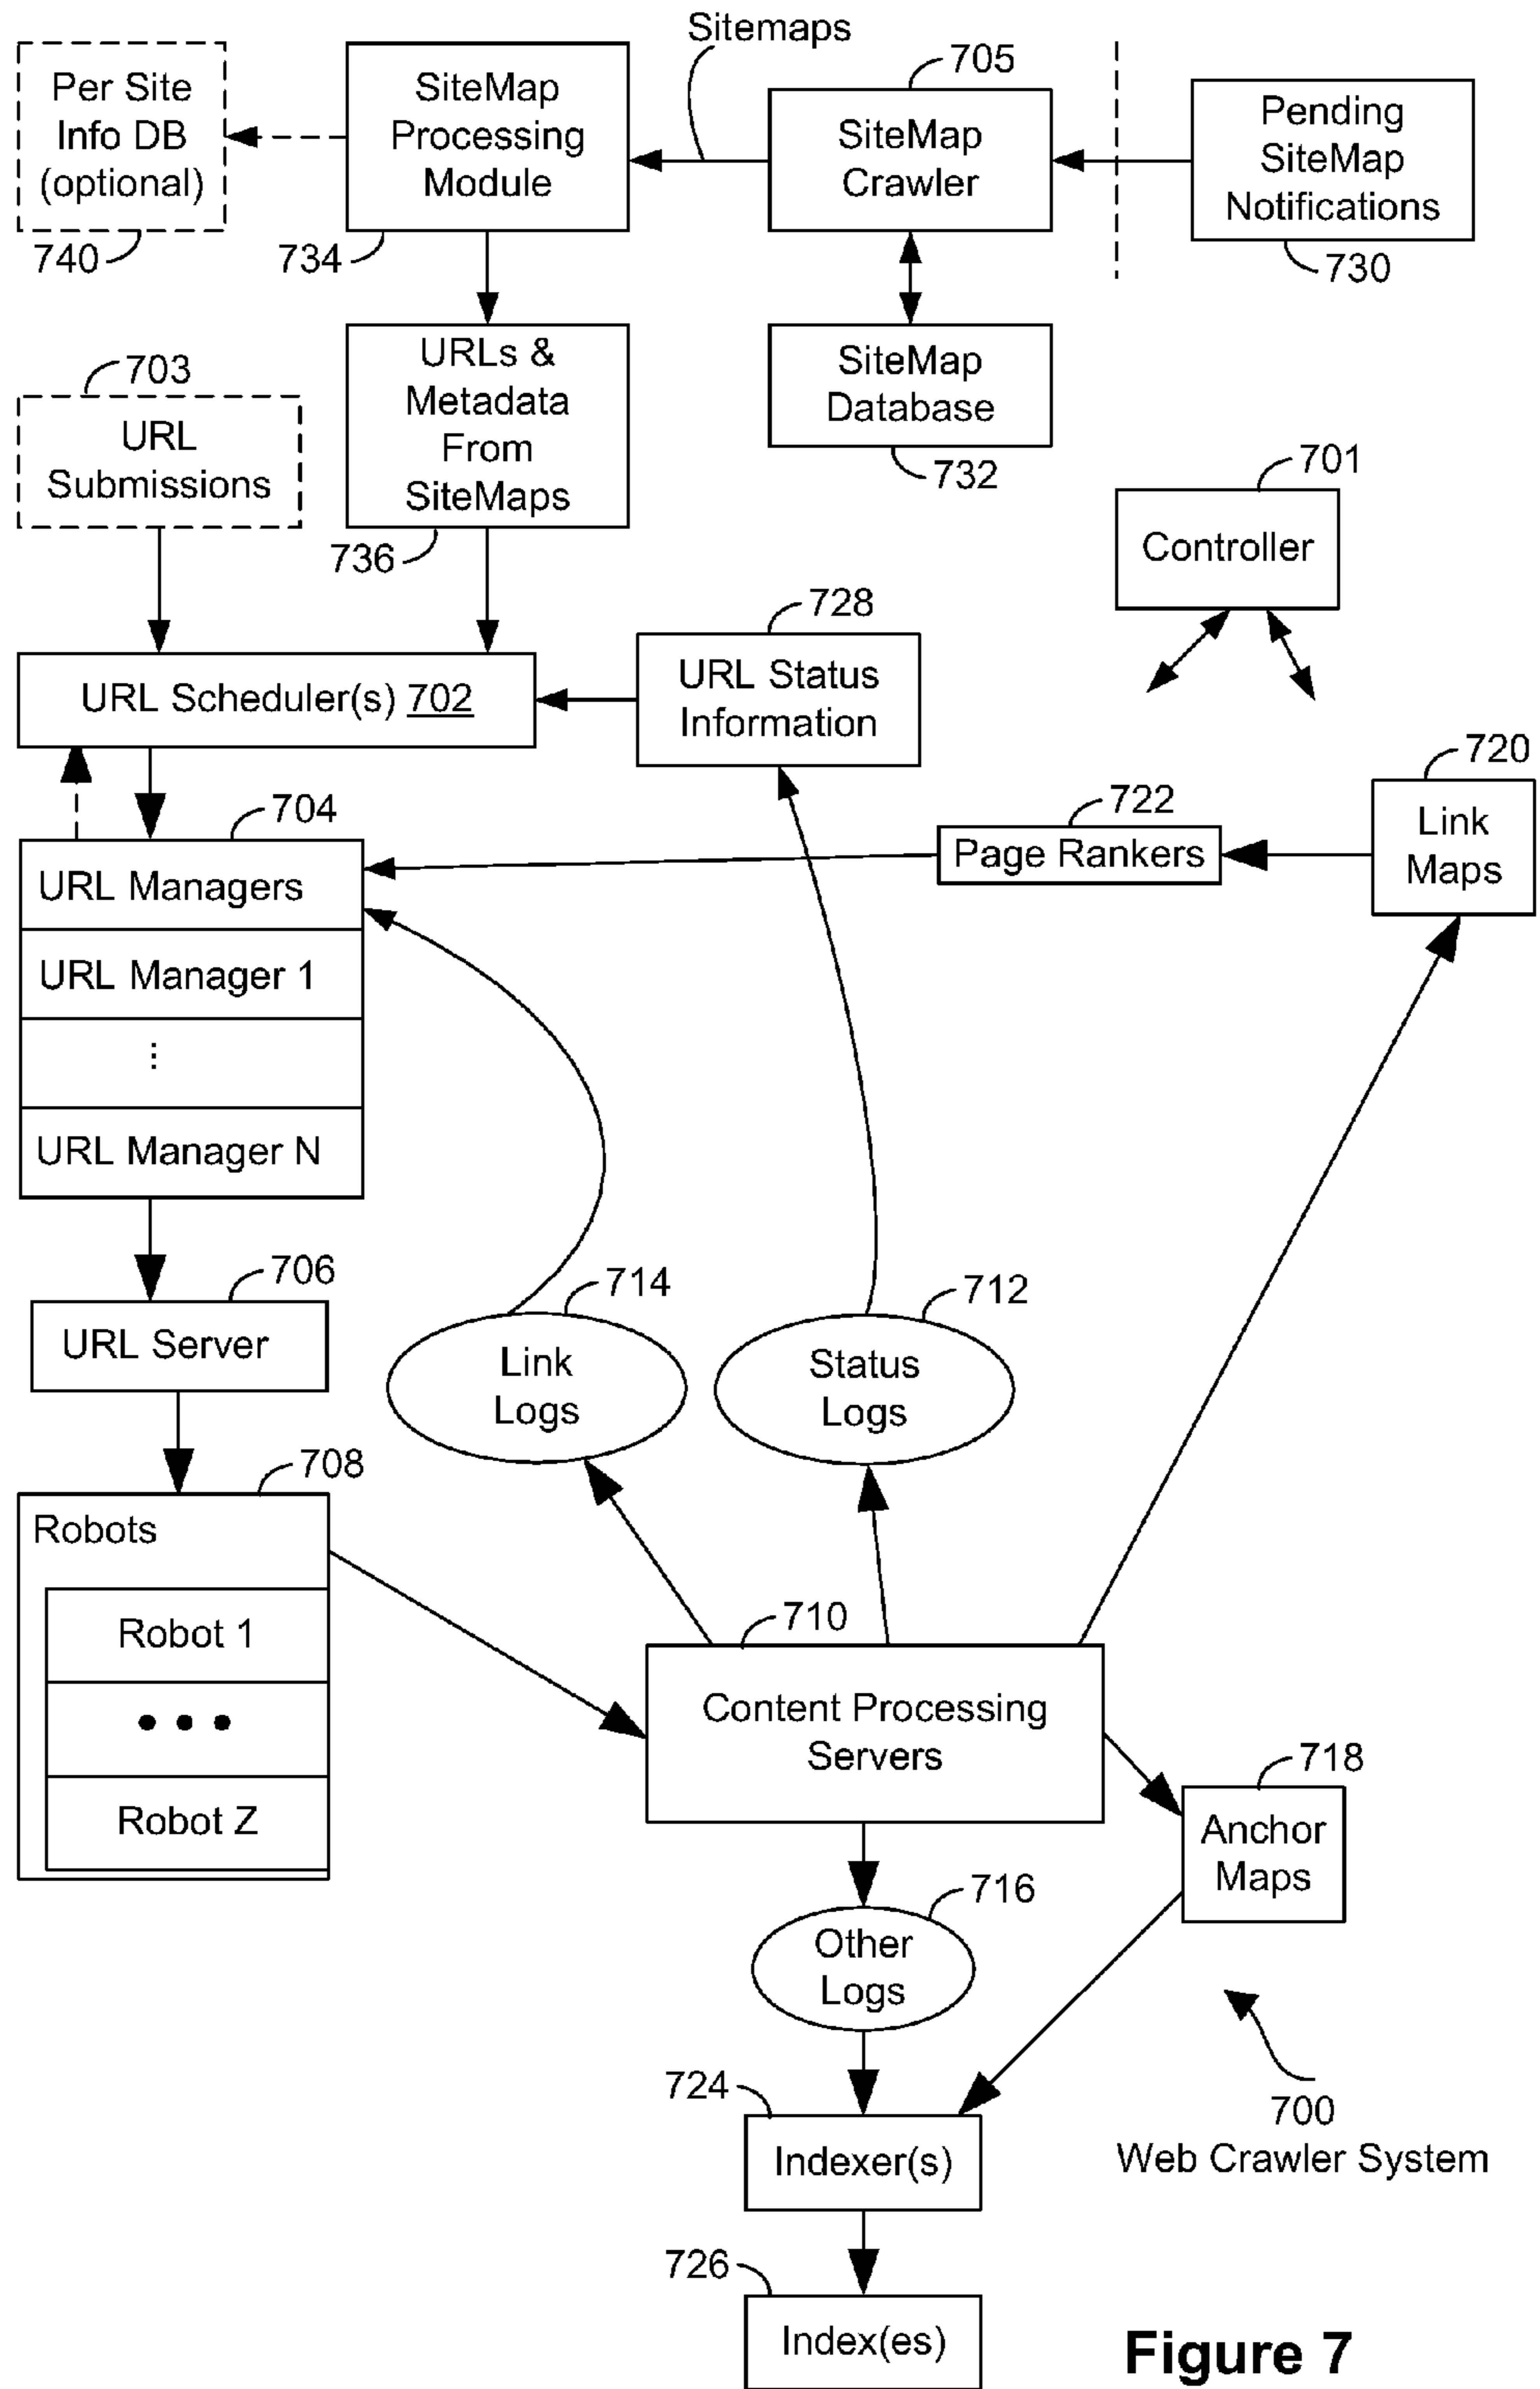 Sitemaps
Per Site
Info DB
(optional)
740
SiteMap
Processing
Module
734
705
SiteMap
Crawler
Pending
SiteMap
Notifications
730
703
URL
Submissions
URLs &
Metadata
From
SiteMaps
736
SiteMap
Database
732
701
Controller
728
URL Status
Information
URL Scheduler(s) 702
720
Link
Maps
722
Page Rankers
704
URL Managers
URL Manager 1
⋮
URL Manager N
706
URL Server
714
Link
Logs
712
Status
Logs
708
Robots
Robot 1
• • •
Robot Z
710
Content Processing
Servers
718
Anchor
Maps
716
Other
Logs
724
Indexer(s)
700
Web Crawler System
726
Index(es)
Figure 7